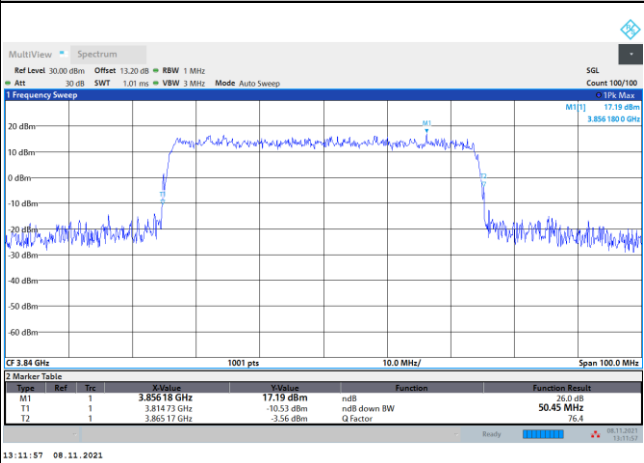 MultiView Spectrum
Ref Level 30.00 dBm Offset 13.20 dB RBW 1 MHz SGL
Att 30 dB SWT 1.01 ms VBW 3 MHz Mode Auto Sweep Count 100/100
1 Frequency Sweep 1Pk Max
M1[1] 17.19 dBm
3.856 180 0 GHz
M1
20 dBm
10 dBm
0 dBm
T1
T2
-10 dBm
-20 dBm
-30 dBm
-40 dBm
-50 dBm
-60 dBm
CF 3.84 GHz 1001 pts 10.0 MHz/ Span 100.0 MHz
2 Marker Table
Type Ref Trc X-Value Y-Value Function Function Result
M1 1 3.856 18 GHz 17.19 dBm ndB 26.0 dB
T1 1 3.814 73 GHz -10.53 dBm ndB down BW 50.45 MHz
T2 1 3.865 17 GHz -3.56 dBm Q Factor 76.4
Ready 08.11.2021
13:11:57
13:11:57 08.11.2021